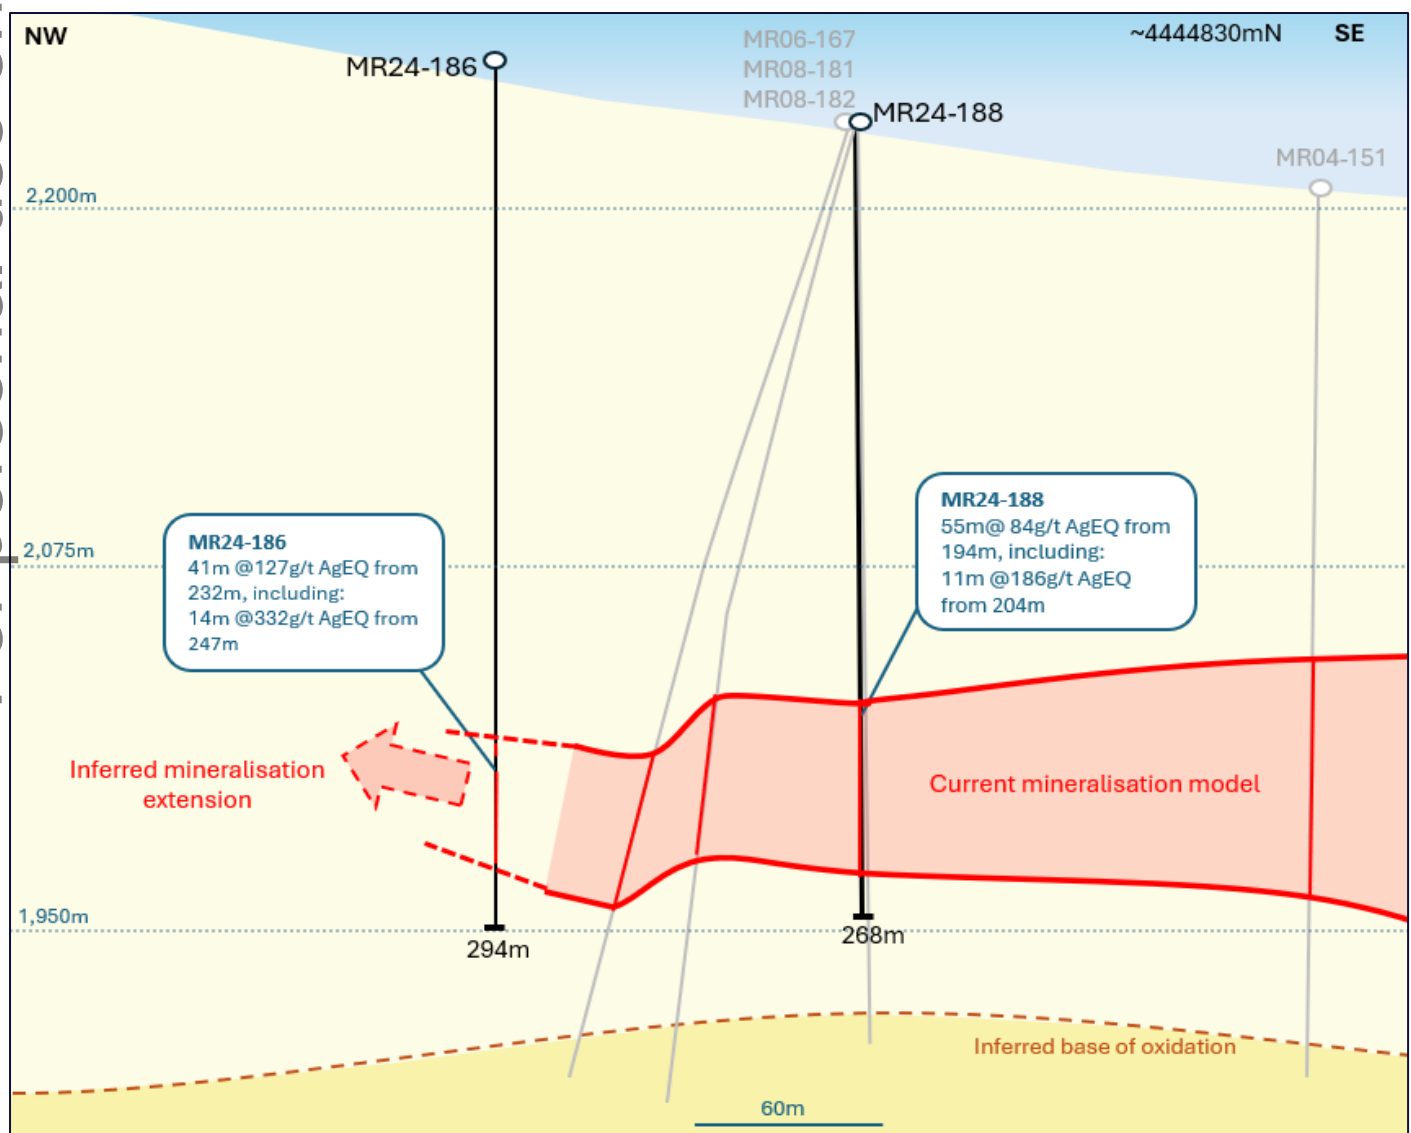 NW
MR24-186
MR06-167
MR08-181
MR08-182
MR24-188
~4444830mN
SE
MR04-151
2,200m
2,075m
MR24-186
41m @127g/t AgEQ from
232m, including:
14m @332g/t AgEQ from
247m
MR24-188
55m@ 84g/t AgEQ from
194m, including:
11m @186g/t AgEQ
from 204m
Inferred mineralisation
extension
Current mineralisation model
1,950m
294m
268m
Inferred base of oxidation
60m